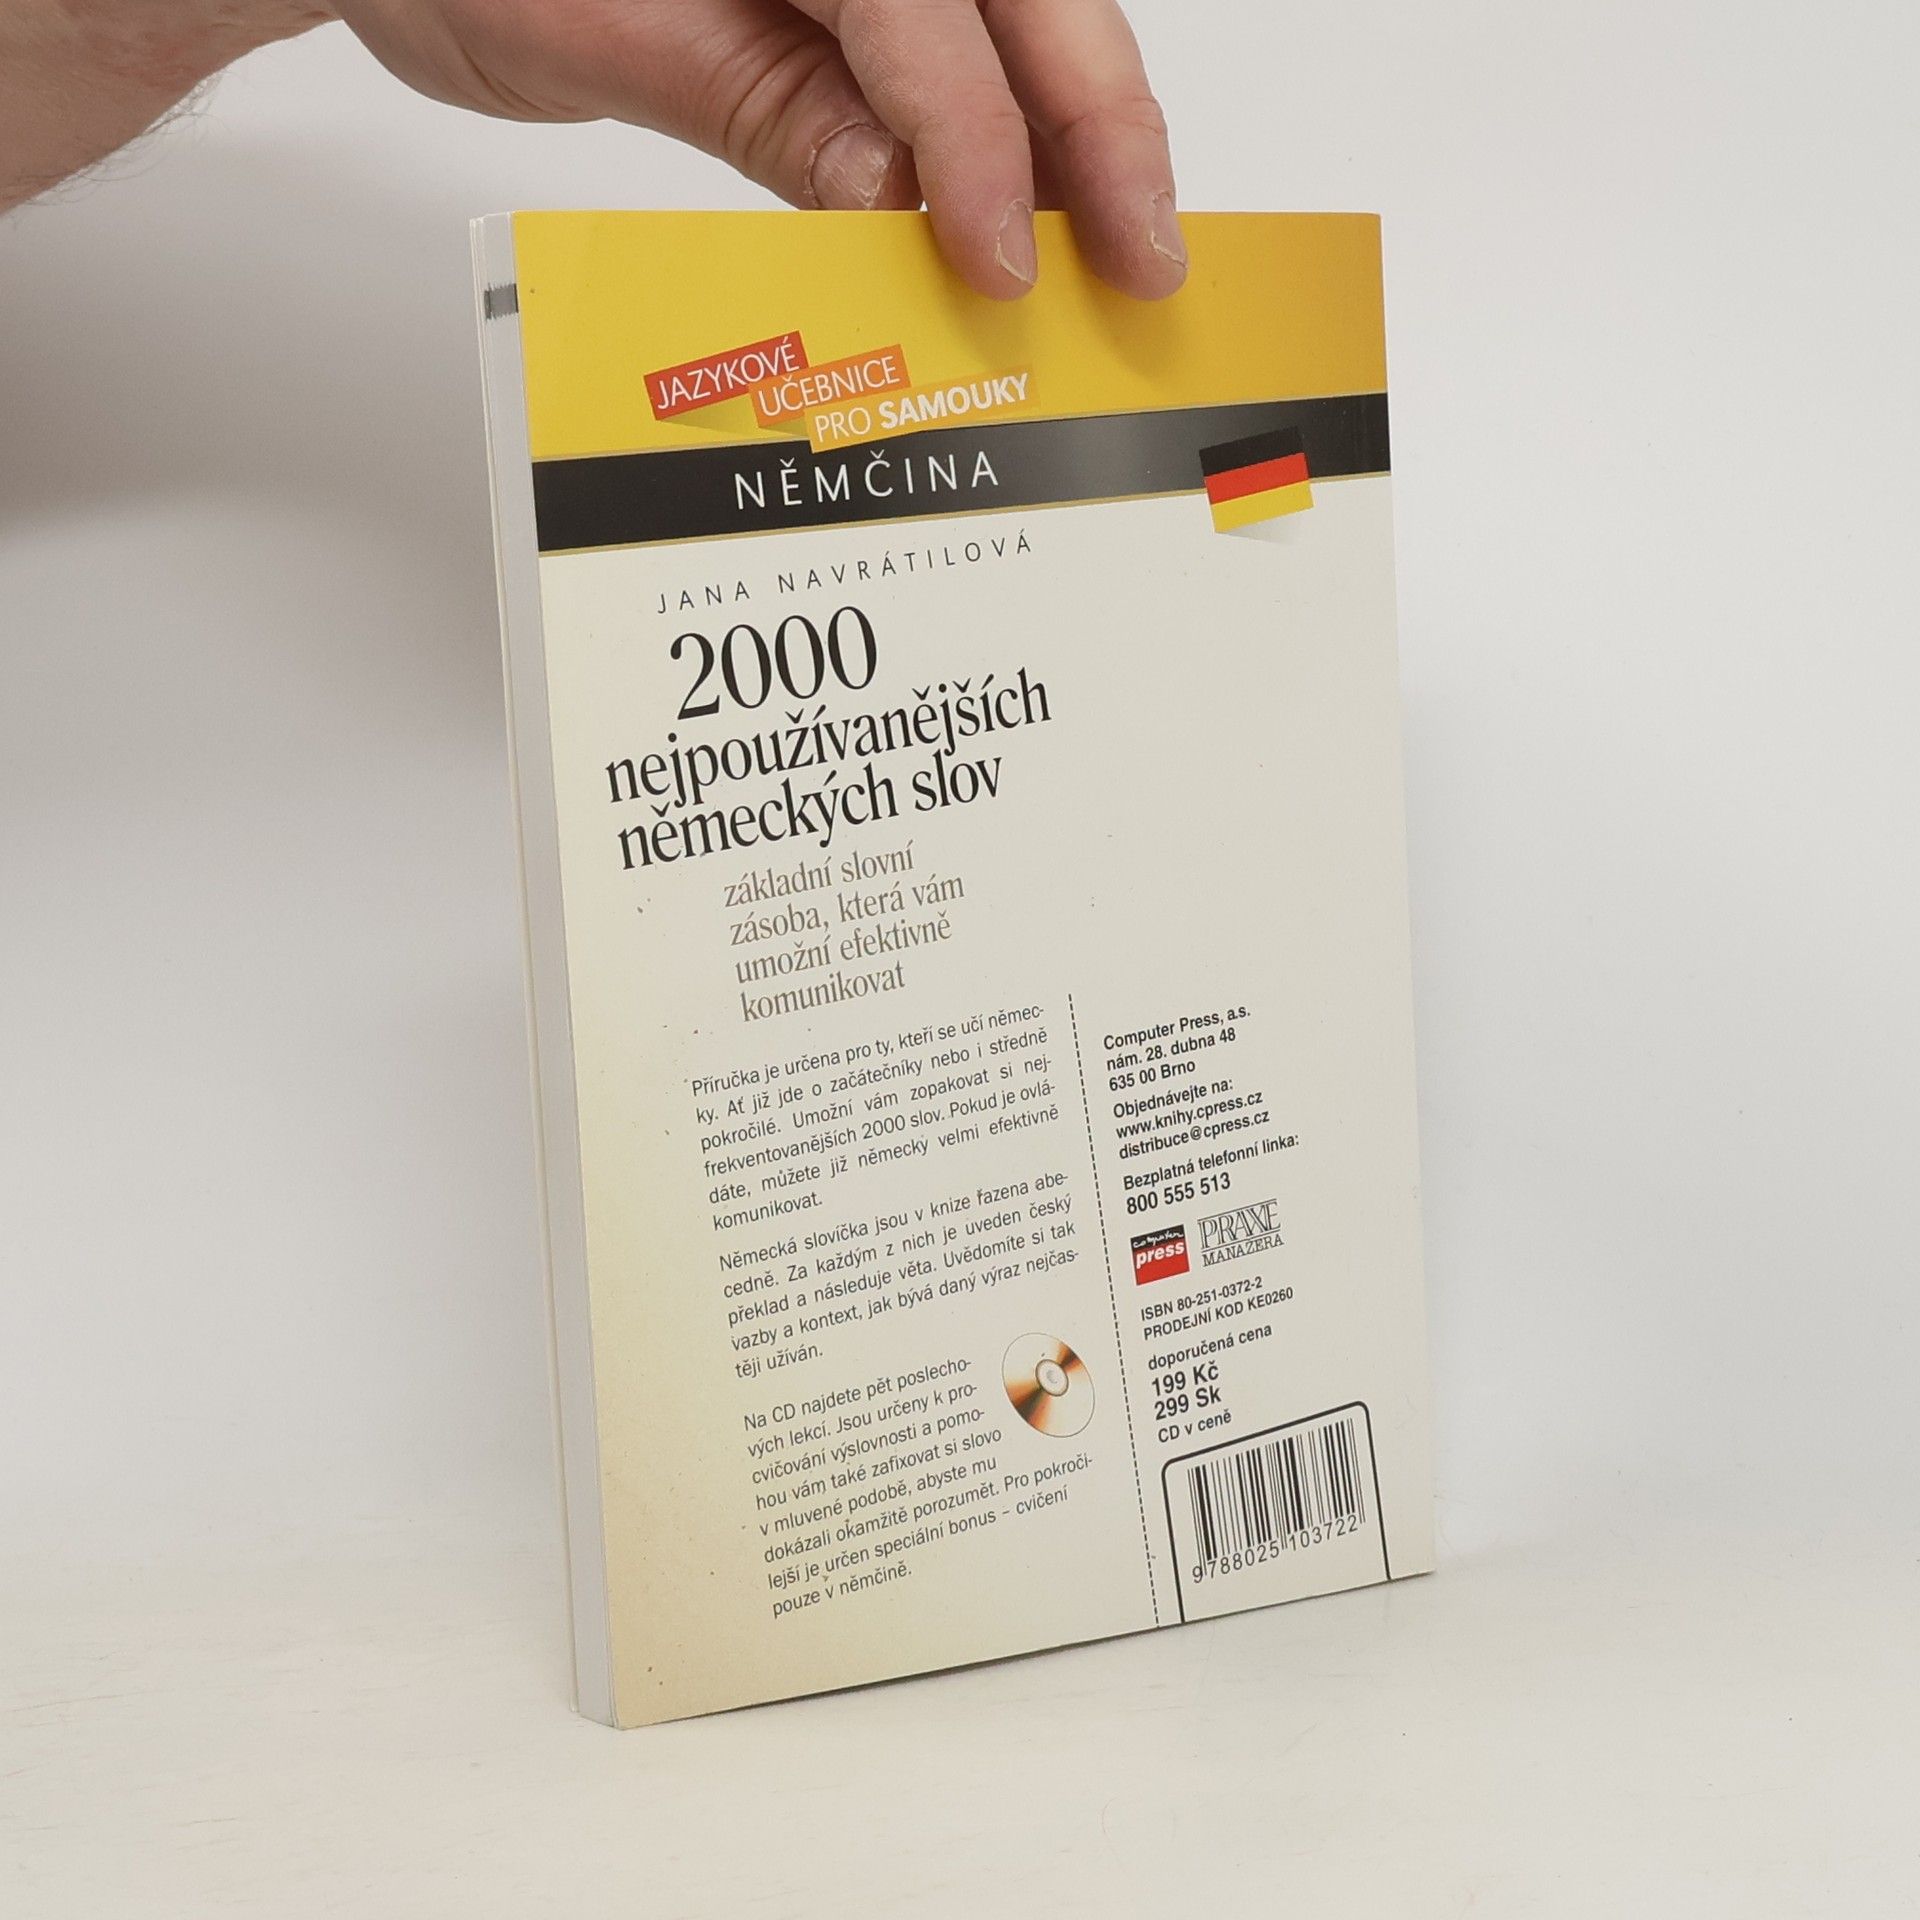 JAZYKOVÉ
UČEBNICE
PRO SAMOUKY
NĚMČINA
JANA NAVRÁTILOVÁ
2000
nejpoužívanějších
německých slov
základní slovní
zásoba, která vám
umožní efektivně
komunikovat
Příručka je určena pro ty, kteří se učí němec-
ky. Ať již jde o začátečníky nebo i středně
pokročilé. Umožní vám zopakovat si nej-
frekventovanějších 2000 slov. Pokud je ovlá-
dáte, můžete již německy velmi efektivně
komunikovat.
Německá slovíčka jsou v knize řazena abe-
cedně. Za každým z nich je uveden český
překlad a následuje věta. Uvědomíte si tak
vazby a kontext, jak bývá daný výraz nejčas-
těji užíván.
Na CD najdete pět poslecho-
vých lekcí. Jsou určeny k pro-
cvičování výslovnosti a pomo-
hou vám také zafixovat si slovo
v mluvené podobě, abyste mu
dokázali okamžitě porozumět. Pro pokroči-
lejší je určen speciální bonus – cvičení
pouze v němčině.
Computer Press, a.s.
nám. 28. dubna 48
635 00 Brno
Objednávejte na:
www.knihy.cpress.cz
distribuce@cpress.cz
Bezplatná telefonní linka:
800 555 513
computer
press
PRAXE
MANAŽERA
ISBN 80-251-0372-2
PRODEJNÍ KOD KE0260
doporučená cena
199 Kč
299 Sk
CD v ceně
9788025103722